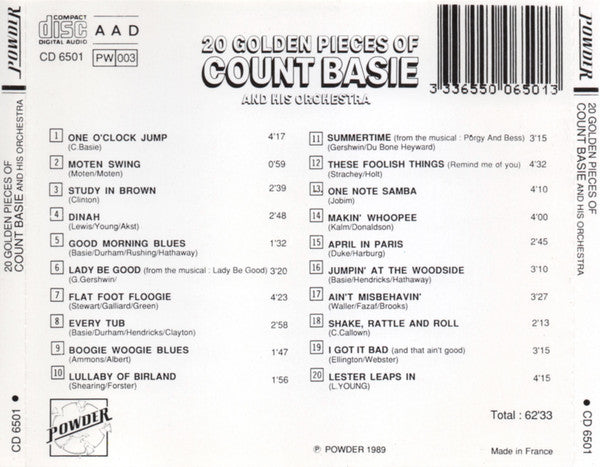 POWDER
20 GOLDEN PIECES OF
COUNT BASIE AND HIS ORCHESTRA
CD 6501
COMPACT
disc
DIGITAL AUDIO
AAD
CD 6501
PW 003
20 GOLDEN PIECES OF
COUNT BASIE
AND HIS ORCHESTRA
3 336550 065013
1 ONE O'CLOCK JUMP 4'17
(C.Basie)
2 MOTEN SWING 0'59
(Moten/Moten)
3 STUDY IN BROWN 2'39
(Clinton)
4 DINAH 2'48
(Lewis/Young/Akst)
5 GOOD MORNING BLUES 1'32
(Basie/Durham/Rushing/Hathaway)
6 LADY BE GOOD (from the musical : Lady Be Good) 3'20
(G.Gershwin/
7 FLAT FOOT FLOOGIE 4'23
(Stewart/Galliard/Green)
8 EVERY TUB 2'58
(Basie/Durham/Hendricks/Clayton)
9 BOOGIE WOOGIE BLUES 1'47
(Ammons/Albert)
10 LULLABY OF BIRLAND 1'56
(Shearing/Forster)
11 SUMMERTIME (from the musical : Porgy And Bess) 3'15
(Gershwin/Du Bone Heyward)
12 THESE FOOLISH THINGS (Remind me of you) 4'32
(Strachey/Holt)
13 ONE NOTE SAMBA 4'10
(Jobim)
14 MAKIN' WHOOPEE 4'00
(Kalm/Donaldson)
15 APRIL IN PARIS 2'45
(Duke/Harburg)
16 JUMPIN' AT THE WOODSIDE 3'10
(Basie/Hendricks/Hathaway)
17 AIN'T MISBEHAVIN' 3'27
(Waller/Fazaf/Brooks)
18 SHAKE, RATTLE AND ROLL 2'13
(C.Callown)
19 I GOT IT BAD (and that ain't good) 3'15
(Ellington/Webster)
20 LESTER LEAPS IN 4'15
(L.YOUNG)
POWDER
Total : 62'33
℗ POWDER 1989
Made in France
POWDER
20 GOLDEN PIECES OF
COUNT BASIE AND HIS ORCHESTRA
CD 6501